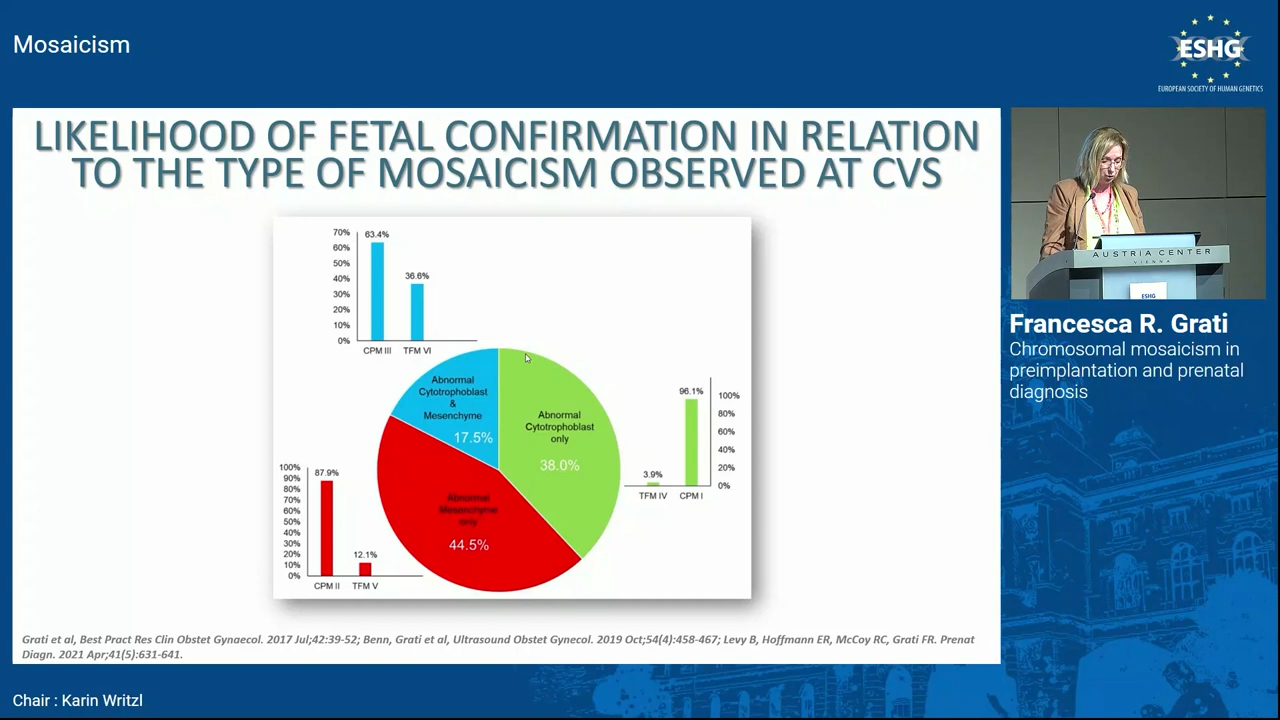 Mosaicism
ESHG
EUROPEAN SOCIETY OF HUMAN GENETICS
LIKELIHOOD OF FETAL CONFIRMATION IN RELATION
TO THE TYPE OF MOSAICISM OBSERVED AT CVS
70%
60%
50%
40%
30%
20%
10%
0%
63.4%
36.6%
CPM III
TFM VI
Abnormal
Cytotrophoblast
&
Mesenchyme
17.5%
Abnormal
Cytotrophoblast
only
38.0%
96.1%
3.9%
TFM IV
CPM I
100%
80%
60%
40%
20%
0%
100%
90%
80%
70%
60%
50%
40%
30%
20%
10%
0%
87.9%
12.1%
CPM II
TFM V
Abnormal
Mesenchyme
only
44.5%
Grati et al, Best Pract Res Clin Obstet Gynaecol. 2017 Jul;42:39-52; Benn, Grati et al, Ultrasound Obstet Gynecol. 2019 Oct;54(4):458-467; Levy B, Hoffmann ER, McCoy RC, Grati FR. Prenat
Diagn. 2021 Apr;41(5):631-641.
AUSTRIA CENTER
VIENNA
ESHG
Francesca R. Grati
Chromosomal mosaicism in
preimplantation and prenatal
diagnosis
Chair : Karin Writzl